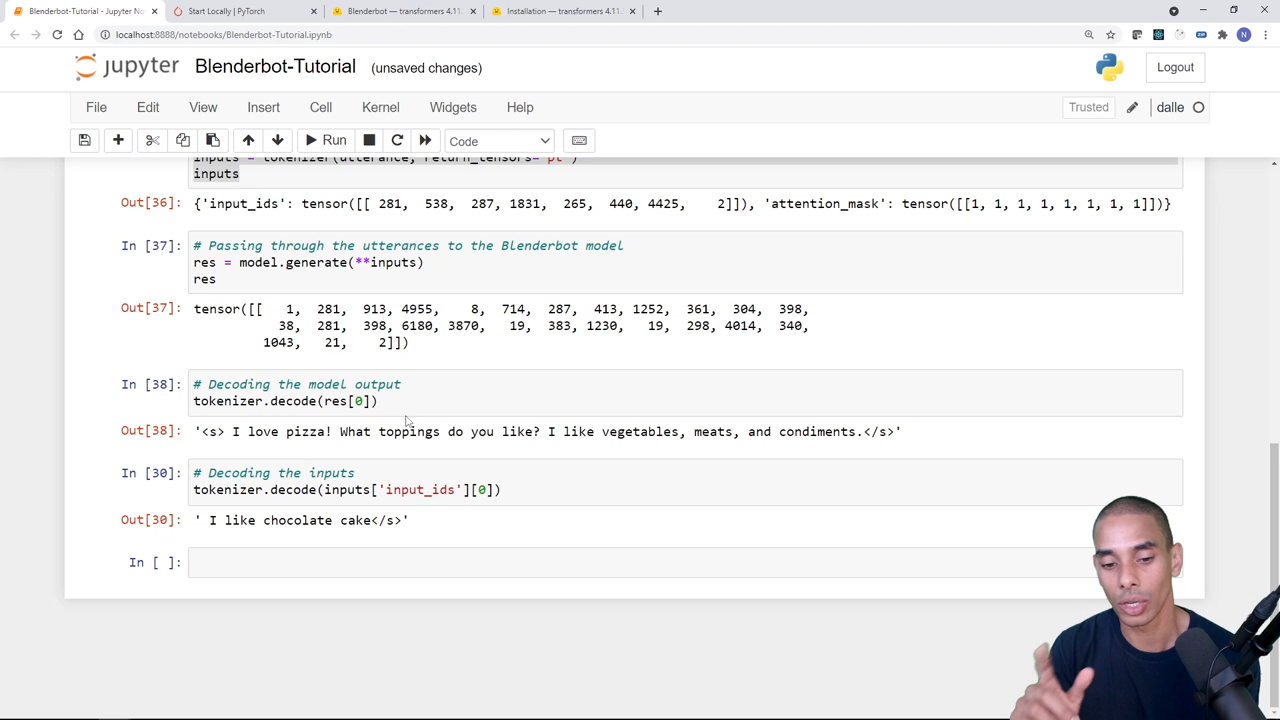 Blenderbot-Tutorial - Jupyter No
Start Locally | PyTorch
Blenderbot — transformers 4.11.
Installation — transformers 4.11.
localhost:8888/notebooks/Blenderbot-Tutorial.ipynb
N
jupyter Blenderbot-Tutorial (unsaved changes)
Logout
File Edit View Insert Cell Kernel Widgets Help
Trusted dalle
Run Code
inputs = tokenizer(utterance, return_tensors="pt")
inputs
Out[36]: {'input_ids': tensor([[ 281, 538, 287, 1831, 265, 440, 4425, 2]]), 'attention_mask': tensor([[1, 1, 1, 1, 1, 1, 1, 1]])}
In [37]: # Passing through the utterances to the Blenderbot model
res = model.generate(**inputs)
res
Out[37]: tensor([[ 1, 281, 913, 4955, 8, 714, 287, 413, 1252, 361, 304, 398,
38, 281, 398, 6180, 3870, 19, 383, 1230, 19, 298, 4014, 340,
1043, 21, 2]])
In [38]: # Decoding the model output
tokenizer.decode(res[0])
Out[38]: '<s> I love pizza! What toppings do you like? I like vegetables, meats, and condiments.</s>'
In [30]: # Decoding the inputs
tokenizer.decode(inputs['input_ids'][0])
Out[30]: ' I like chocolate cake</s>'
In [ ]: